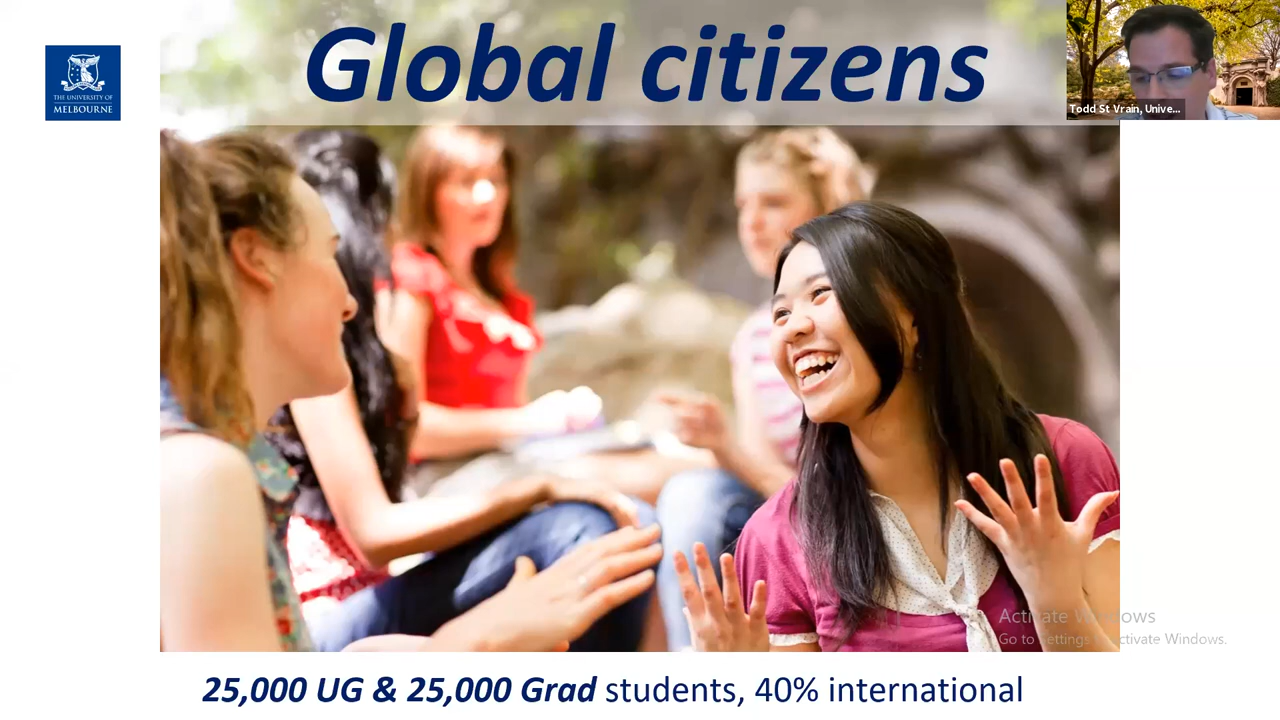 Global citizens
THE UNIVERSITY OF
MELBOURNE
Todd St Vrain, Unive...
Activate Windows
Go to Settings to activate Windows.
25,000 UG & 25,000 Grad students, 40% international